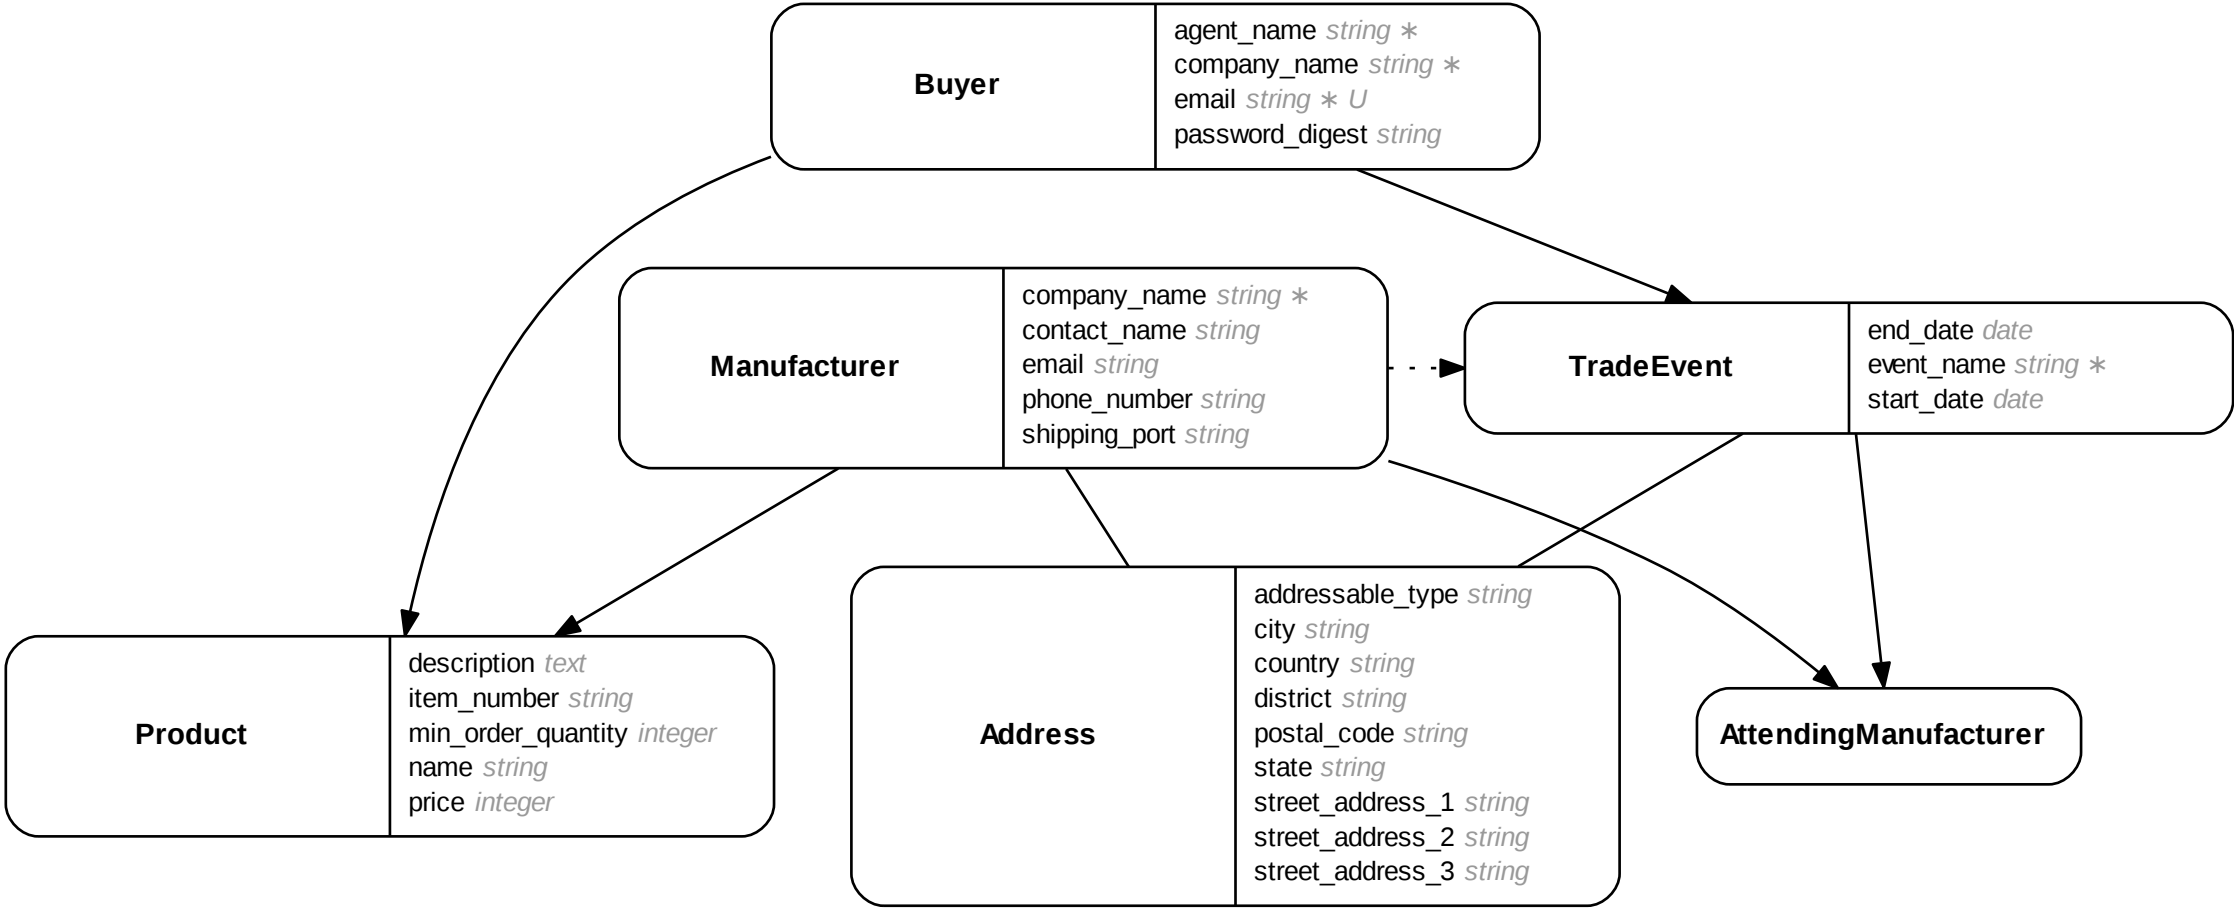 Buyer
agent_name string ∗
company_name string ∗
email string ∗ U
password_digest string
Manufacturer
company_name string ∗
contact_name string
email string
phone_number string
shipping_port string
TradeEvent
end_date date
event_name string ∗
start_date date
Product
description text
item_number string
min_order_quantity integer
name string
price integer
Address
addressable_type string
city string
country string
district string
postal_code string
state string
street_address_1 string
street_address_2 string
street_address_3 string
AttendingManufacturer